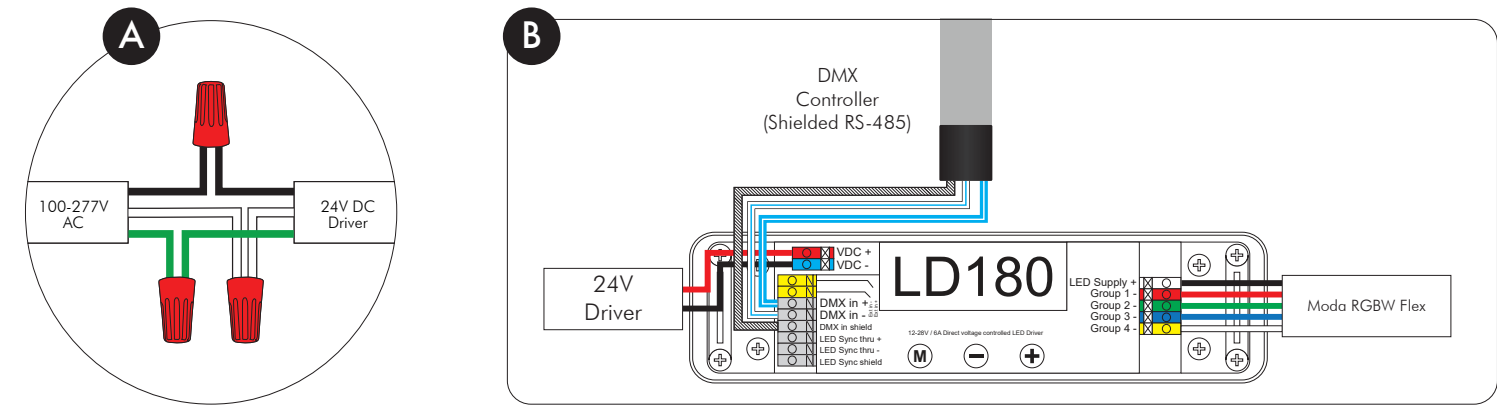 A
100-277V
AC
24V DC
Driver
B
DMX
Controller
(Shielded RS-485)
24V
Driver
VDC +
VDC -
DMX in +
DMX in -
DMX in shield
LED Sync thru +
LED Sync thru -
LED Sync shield
LD180
12-28V / 6A Direct voltage controlled LED Driver
M
LED Supply +
Group 1 -
Group 2 -
Group 3 -
Group 4 -
Moda RGBW Flex